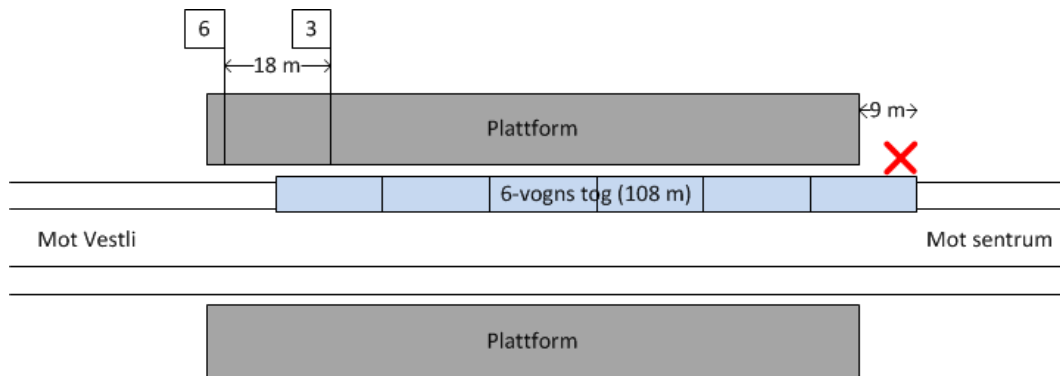 6
3
18 m
9 m
Plattform
6-vogns tog (108 m)
Mot Vestli
Mot sentrum
Plattform